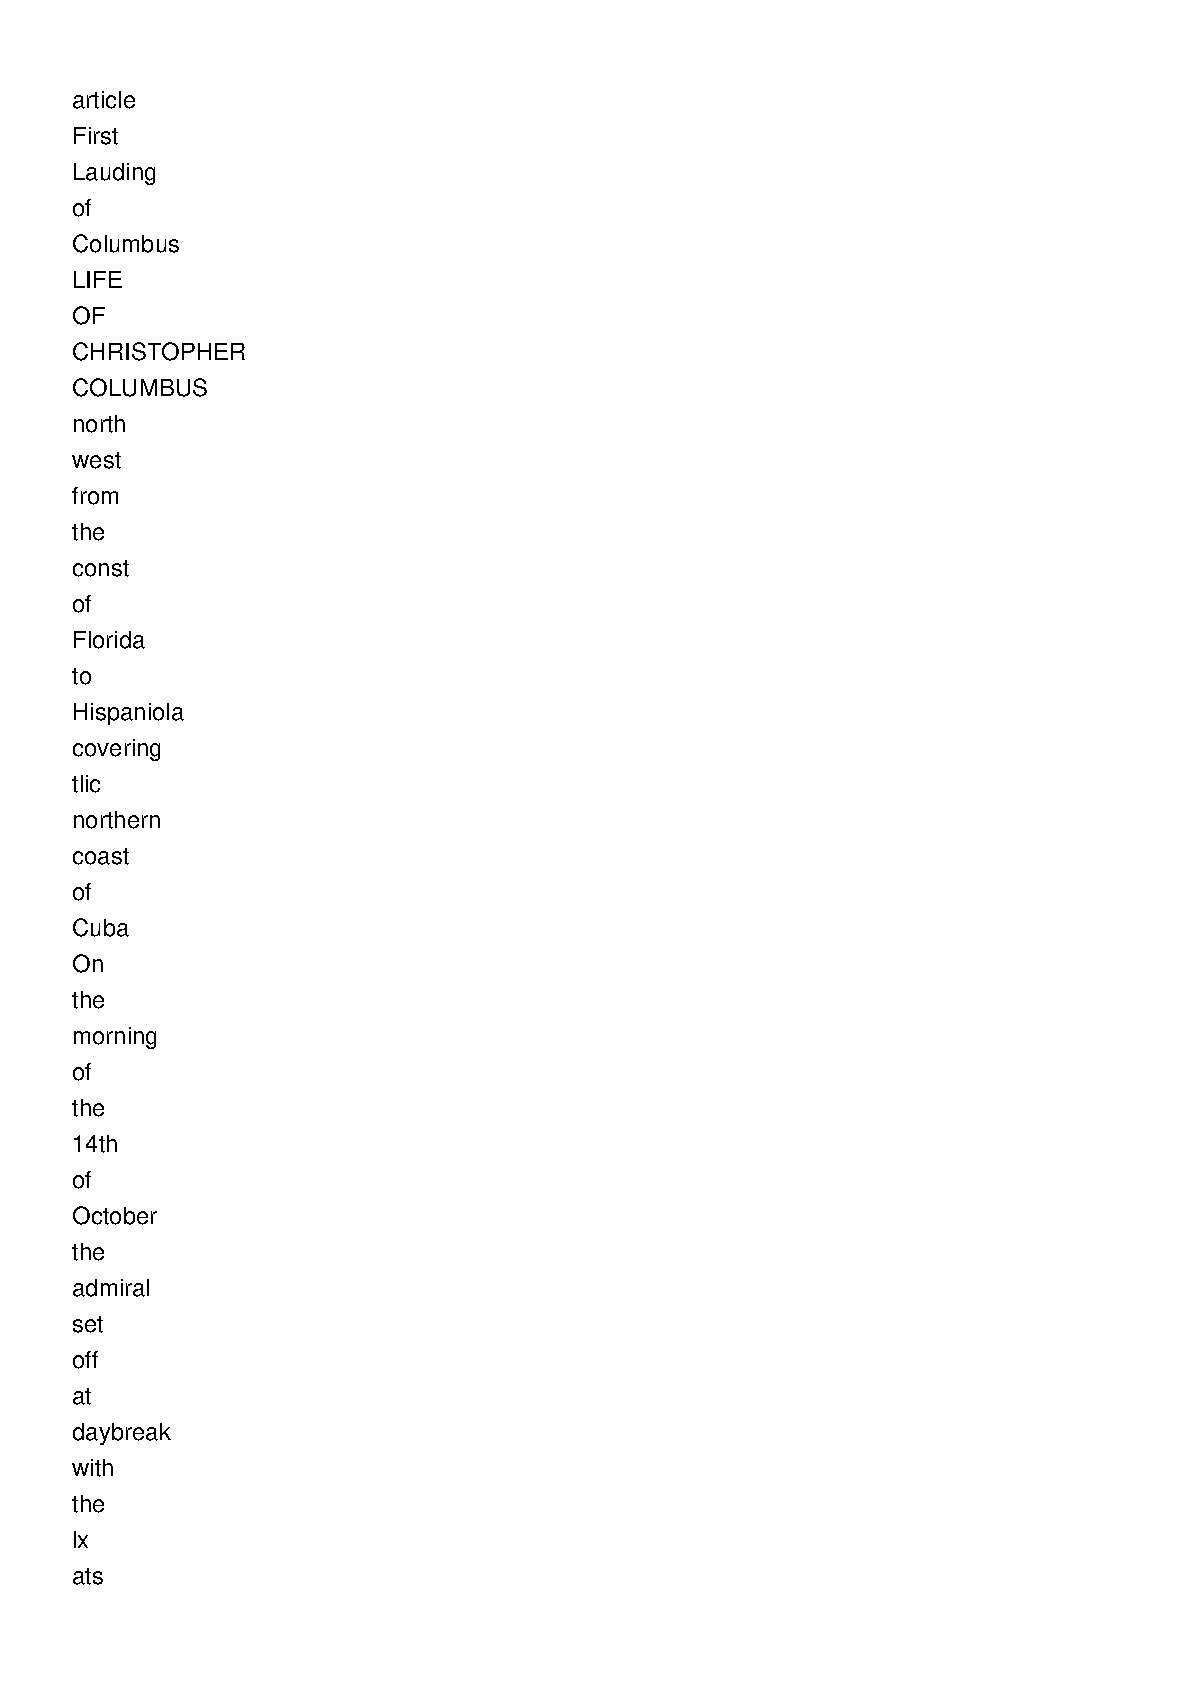 article
First
Lauding
of
Columbus
LIFE
OF
CHRISTOPHER
COLUMBUS
north
west
from
the
const
of
Florida
to
Hispaniola
covering
tlic
northern
coast
of
Cuba
On
the
morning
of
the
14th
of
October
the
admiral
set
off
at
daybreak
with
the
lx
ats